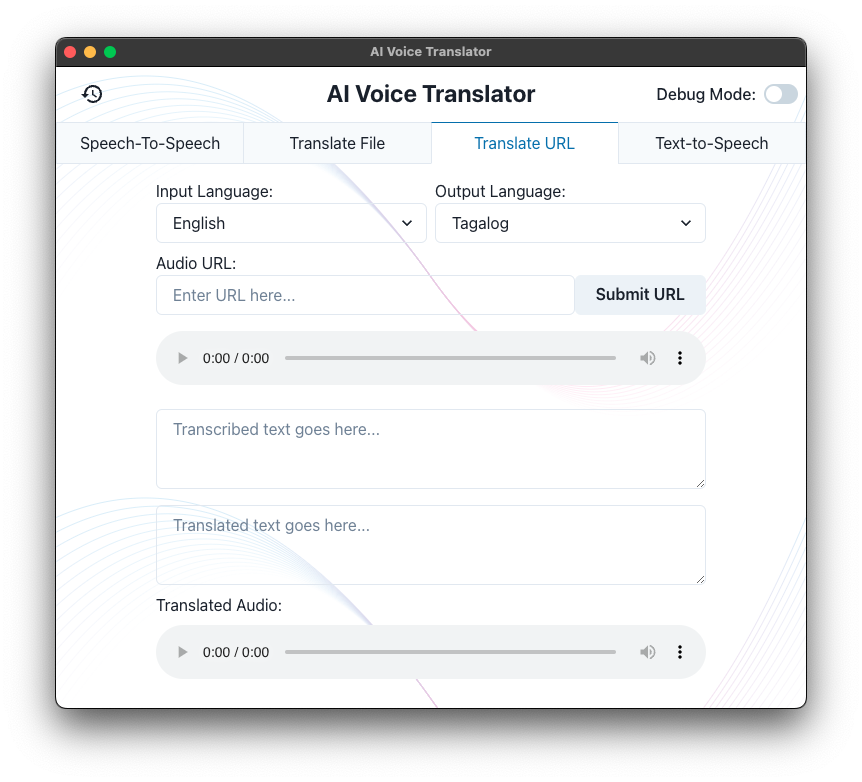 AI Voice Translator
AI Voice Translator
Debug Mode:
Speech-To-Speech
Translate File
Translate URL
Text-to-Speech
Input Language:
Output Language:
English
Tagalog
Audio URL:
Enter URL here...
Submit URL
0:00 / 0:00
Transcribed text goes here...
Translated text goes here...
Translated Audio:
0:00 / 0:00